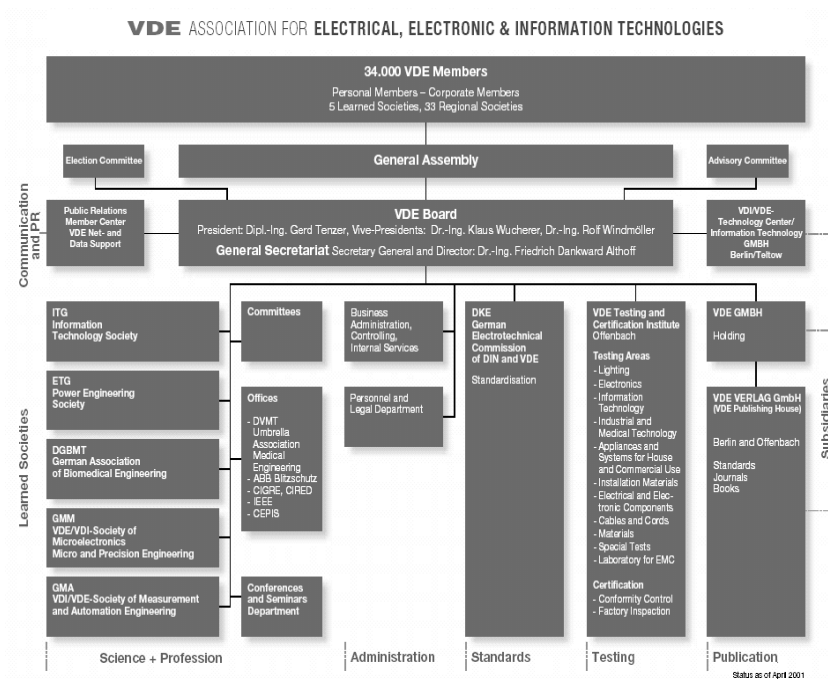 VDE ASSOCIATION FOR ELECTRICAL, ELECTRONIC & INFORMATION TECHNOLOGIES
34.000 VDE Members
Personal Members – Corporate Members
5 Learned Societies, 33 Regional Societies
Election Committee
General Assembly
Advisory Committee
Communication
and PR
Public Relations
Member Center
VDE Net- and
Data Support
VDE Board
President: Dipl.-Ing. Gerd Tenzer, Vive-Presidents: Dr.-Ing. Klaus Wucherer, Dr.-Ing. Rolf Windmöller
General Secretariat Secretary General and Director: Dr.-Ing. Friedrich Dankward Althoff
VDI/VDE-
Technology Center/
Information Technology
GMBH
Berlin/Teltow
Learned Societies
ITG
Information
Technology Society
ETG
Power Engineering
Society
DGBMT
German Association
of Biomedical Engineering
GMM
VDE/VDI-Society of
Microelectronics
Micro and Precision Engineering
GMA
VDI/VDE-Society of Measurement
and Automation Engineering
Committees
Offices
- DVMT
Umbrella
Association
Medical
Engineering
- ABB Blitzschutz
- CIGRE, CIRED
- IEEE
- CEPIS
Conferences
and Seminars
Department
Business
Administration,
Controlling,
Internal Services
Personnel and
Legal Department
DKE
German
Electrotechnical
Commission
of DIN and VDE
Standardisation
VDE Testing and
Certification Institute
Offenbach
Testing Areas
- Lighting
- Electronics
- Information
Technology
- Industrial and
Medical Technology
- Appliances and
Systems for House
and Commercial Use
- Installation Materials
- Electrical and Elec-
tronic Components
- Cables and Cords
- Materials
- Special Tests
- Laboratory for EMC
Certification
- Conformity Control
- Factory Inspection
VDE GMBH
Holding
VDE VERLAG GmbH
(VDE Publishing House)
Berlin and Offenbach
Standards
Journals
Books
Subsidiaries
Science + Profession
Administration
Standards
Testing
Publication
Status as of April 2001